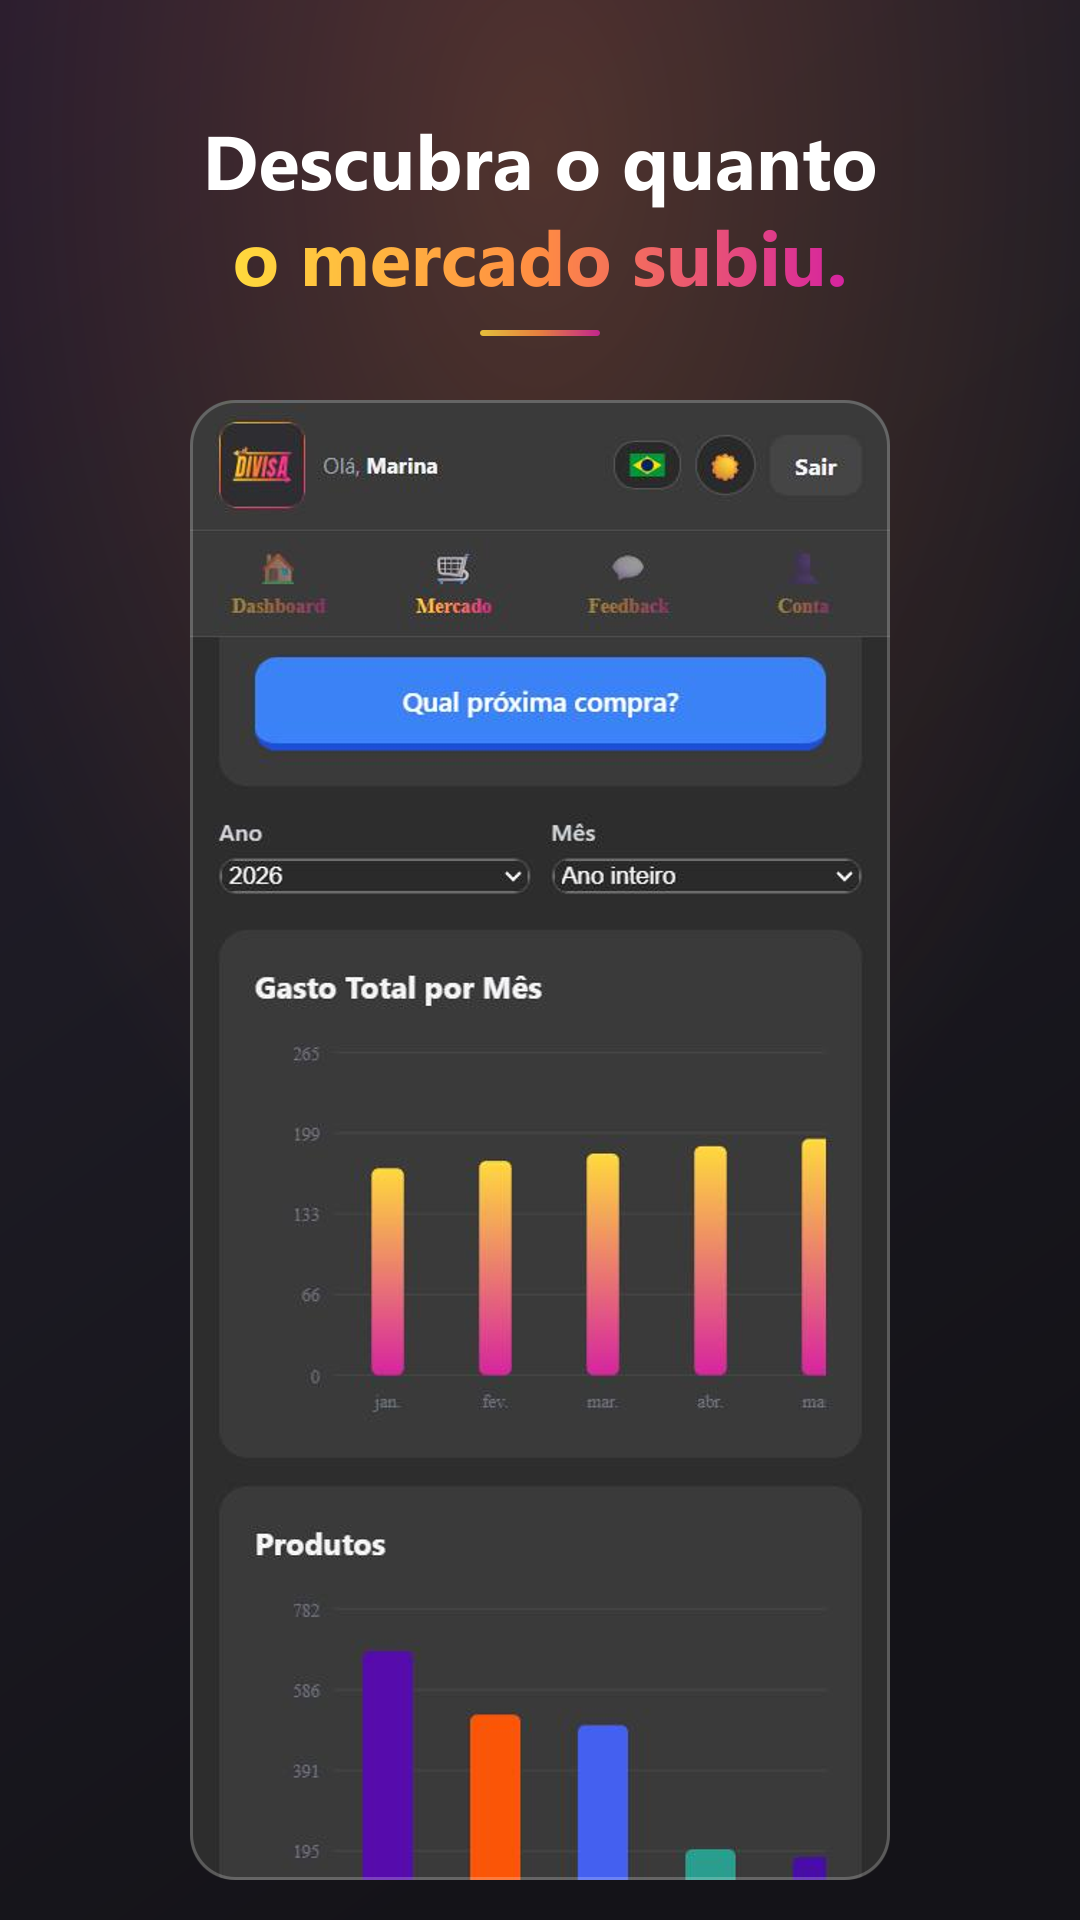 Descubra o quanto
o mercado subiu.
DIVISA
Olá, Marina
Sair
Dashboard
Mercado
Feedback
Conta
Qual próxima compra?
Ano
Mês
2026
Ano inteiro
Gasto Total por Mês
265
199
133
66
0
jan.
fev.
mar.
abr.
ma
Produtos
782
586
391
195